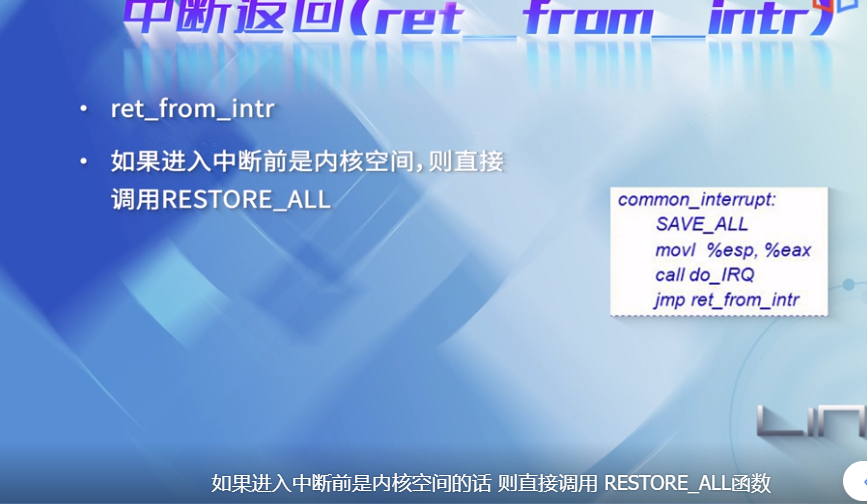 中断返回(ret__from__intr)
• ret_from_intr
• 如果进入中断前是内核空间，则直接
调用RESTORE_ALL
common_interrupt:
SAVE_ALL
movl %esp, %eax
call do_IRQ
jmp ret_from_intr
如果进入中断前是内核空间的话 则直接调用 RESTORE_ALL函数